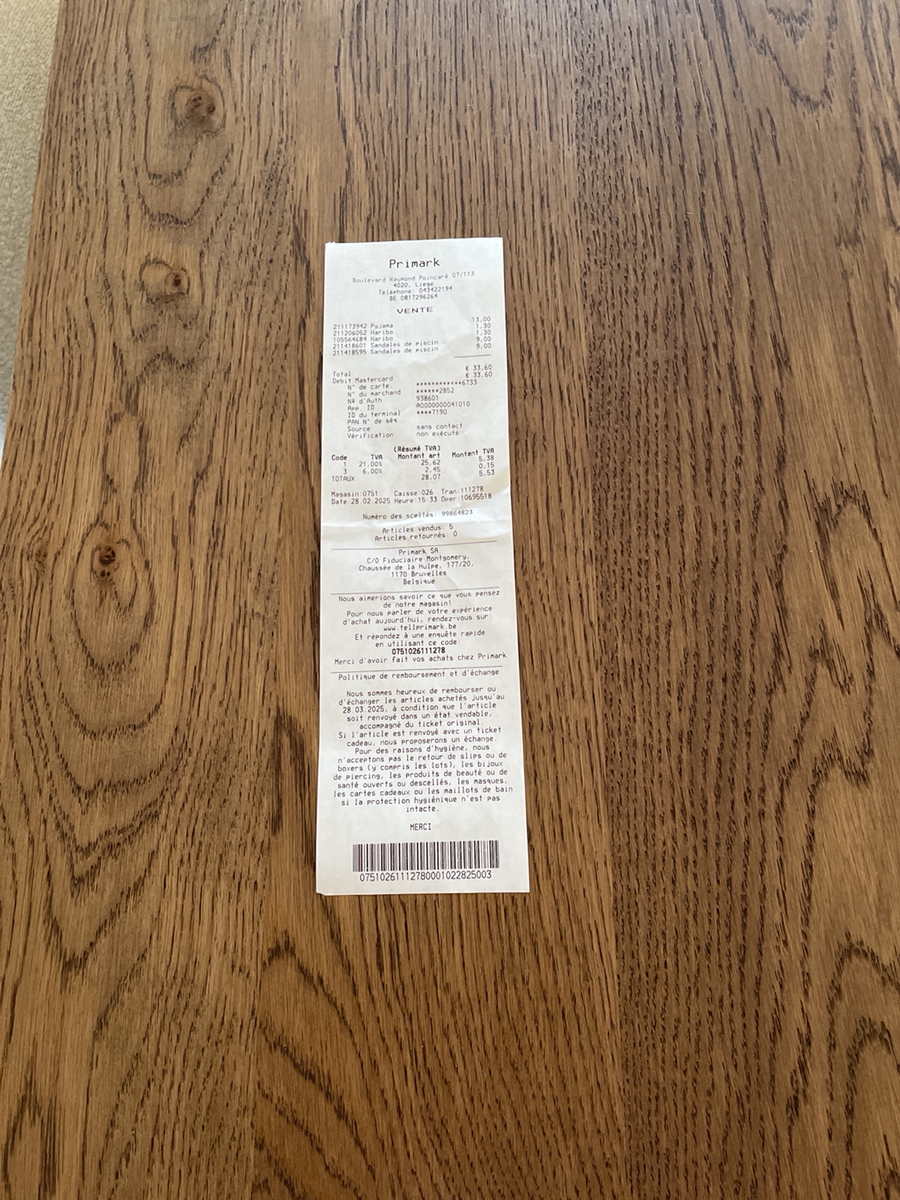 Primark
Boulevard Raymond Poincaré 07/113
4020, Liege
Téléphone: 043422194
BE 0817296264
VENTE
211173942 Pyjama 13,00
211206052 Haribo 1,30
105564684 Haribo 1,30
211418601 Sandales de piscin 9,00
211418595 Sandales de piscin 9,00
Total € 33,60
Debit Mastercard € 33,60
N° de carte ************6733
N° du marchand ******2852
N° d'Auth 938601
App. ID A0000000041010
ID du terminal ****7190
PAN N° de séq
Source sans contact
Vérification non exécuté
(Résumé TVA)
Code TVA Montant art Montant TVA
1 21,00% 25,62 5,38
3 6,00% 2,45 0,15
TOTAUX 28,07 5,53
Magasin:0751 Caisse:026 Tran:111278
Date:28.02.2025 Heure:15:33 Oper:10695518
Numéro des scellés: 99864823
Articles vendus: 5
Articles retournés: 0
Primark SA
C/O Fiduciaire Montgomery,
Chaussée de la Hulpe, 177/20,
1170 Bruxelles
Belgique
Nous aimerions savoir ce que vous pensez
de notre magasin!
Pour nous parler de votre expérience
d'achat aujourd'hui, rendez-vous sur:
www.tellprimark.be
Et répondez à une enquête rapide
en utilisant ce code:
0751026111278
Merci d'avoir Fait vos achats chez Primark
Politique de remboursement et d'échange
Nous sommes heureux de rembourser ou
d'échanger les articles achetés jusqu'au
28.03.2025, à condition que l'article
soit renvoyé dans un état vendable,
accompagné du ticket original.
Si l'article est renvoyé avec un ticket
cadeau, nous proposerons un échange.
Pour des raisons d'hygiène, nous
n'acceptons pas le retour de slips ou de
boxers (y compris les lots), les bijoux
de piercing, les produits de beauté ou de
santé ouverts ou descellés, les masques,
les cartes cadeaux ou les maillots de bain
si la protection hygiénique n'est pas
intacte.
MERCI
07510261112780001022825003